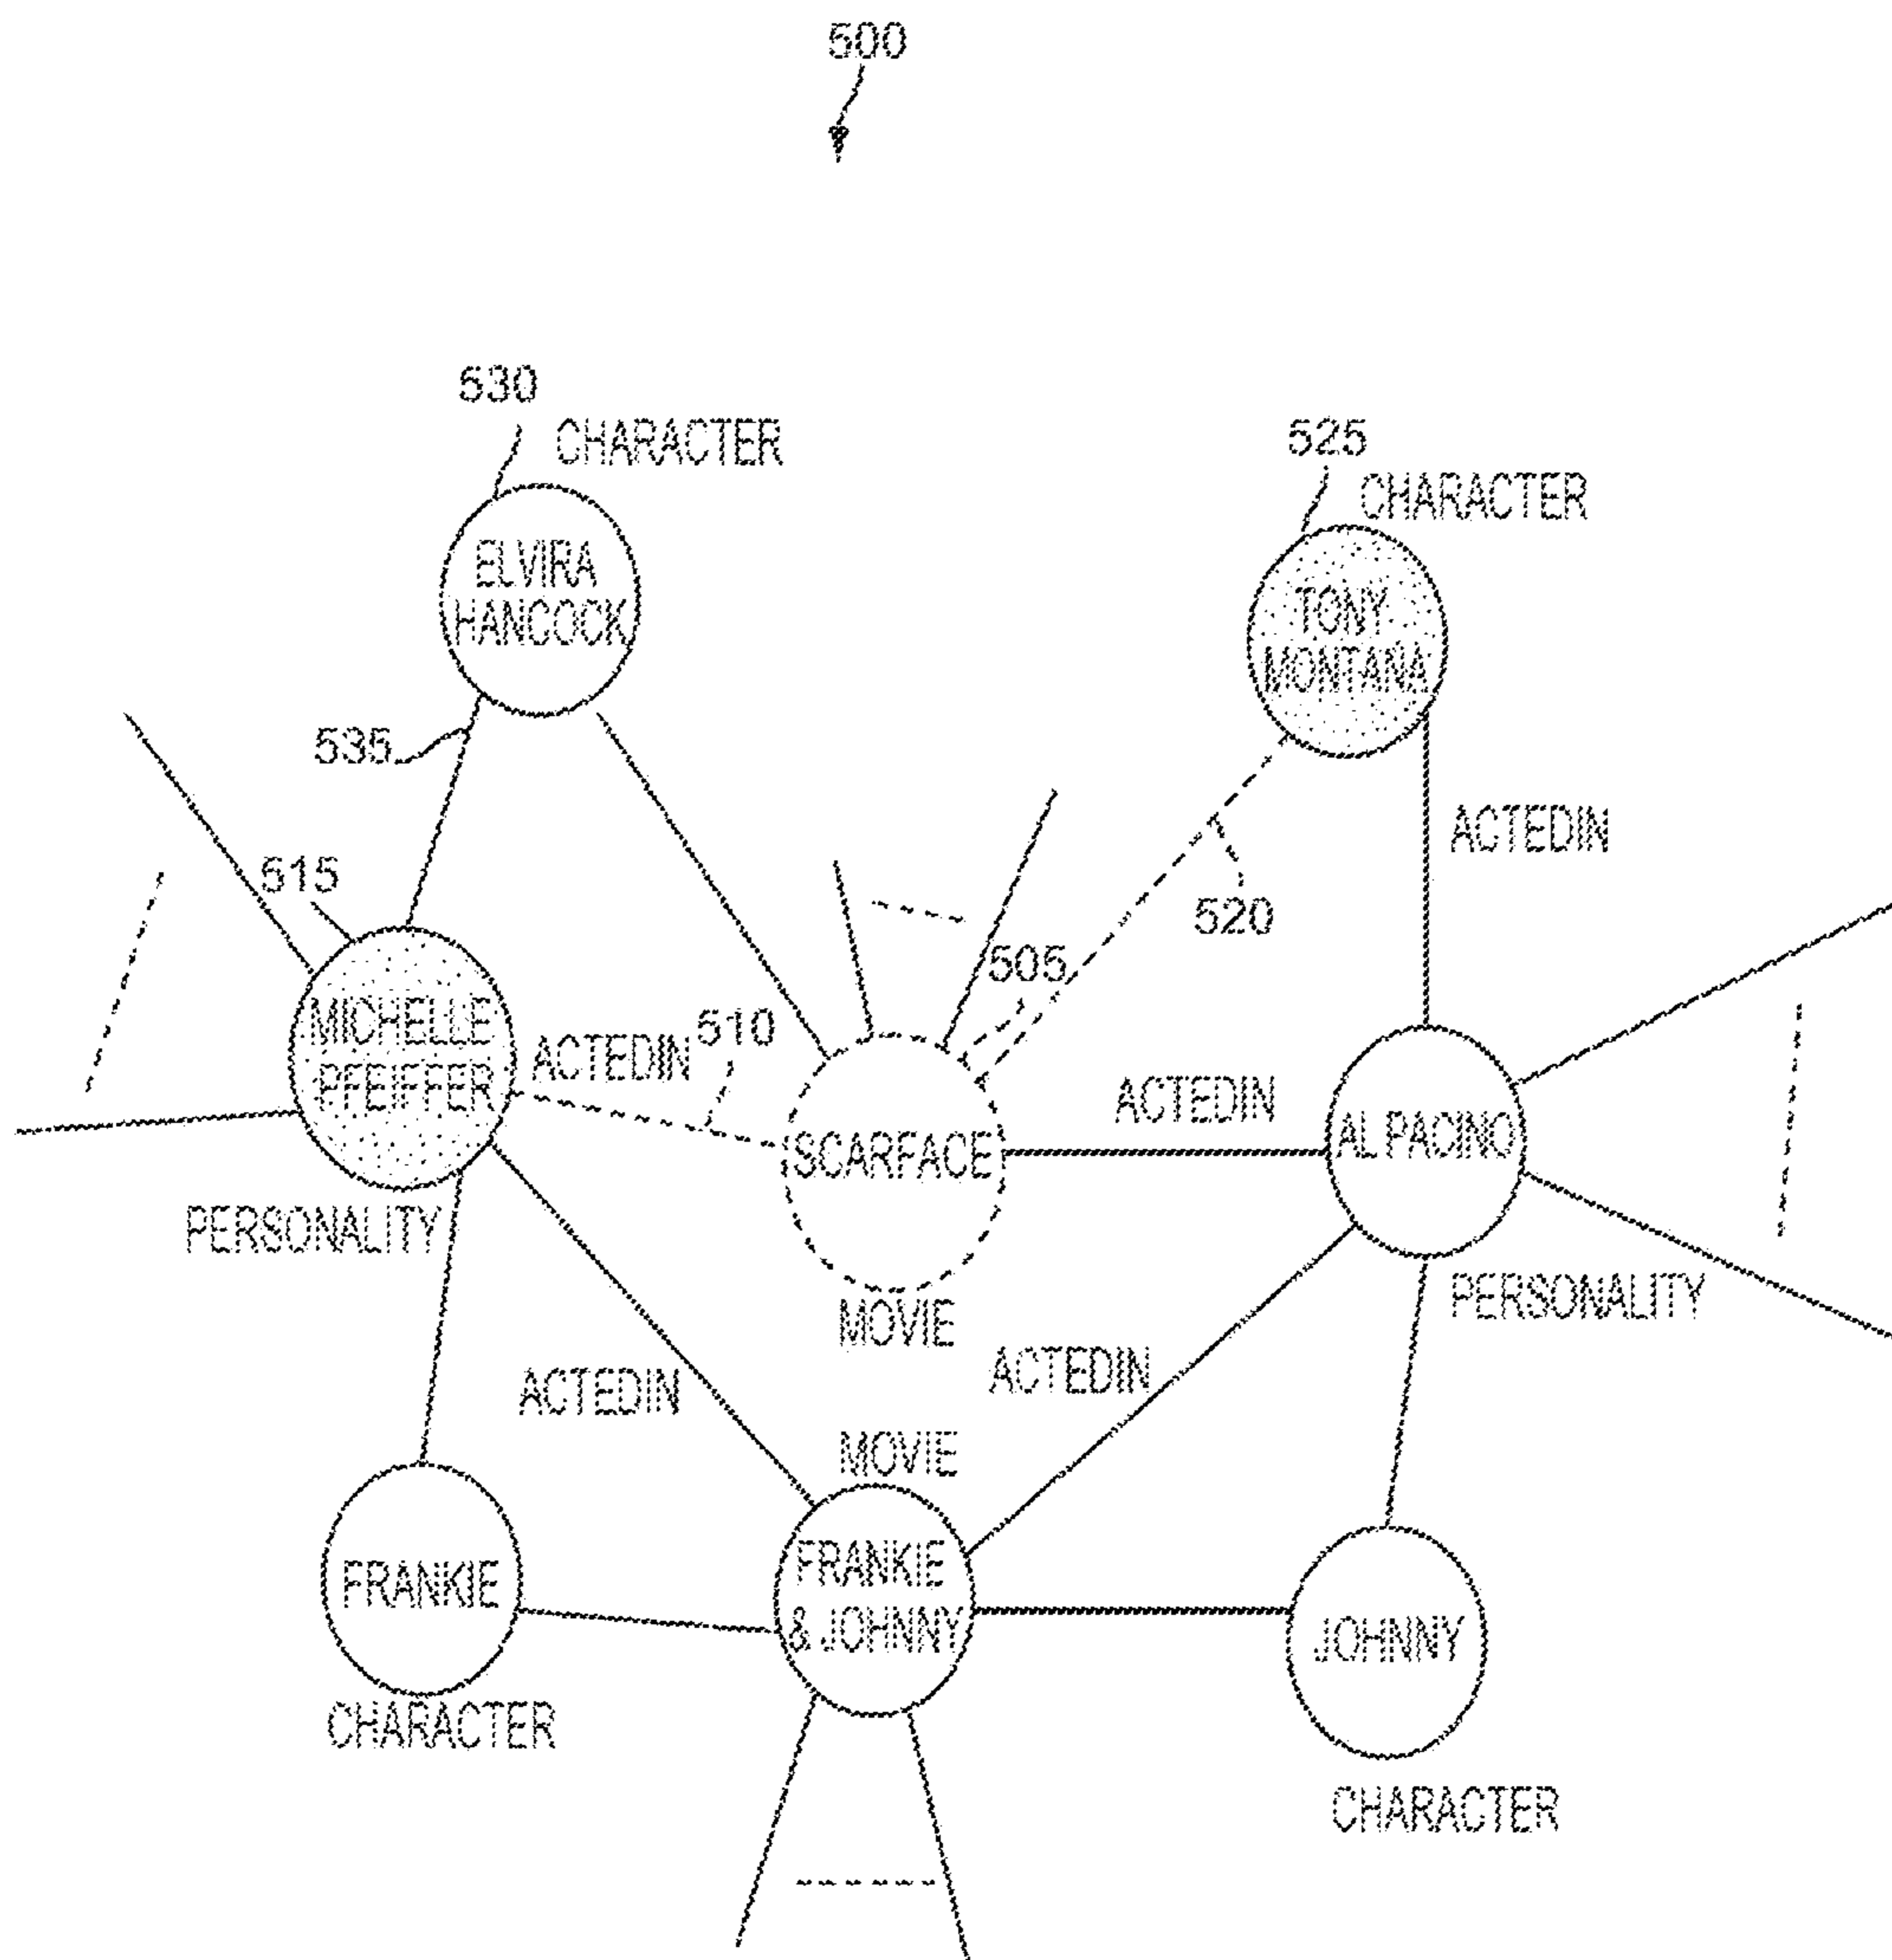 500
530
CHARACTER
525
CHARACTER
ELVIRA
HANCOCK
TONY
MONTANA
535
ACTEDIN
515
520
505
MICHELLE
PFEIFFER
ACTEDIN
510
ACTEDIN
SCARFACE
AL PACINO
PERSONALITY
MOVIE
PERSONALITY
ACTEDIN
ACTEDIN
MOVIE
FRANKIE
FRANKIE
& JOHNNY
JOHNNY
CHARACTER
CHARACTER